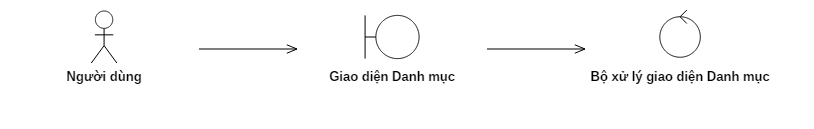 Người dùng
Giao diện Danh mục
Bộ xử lý giao diện Danh mục